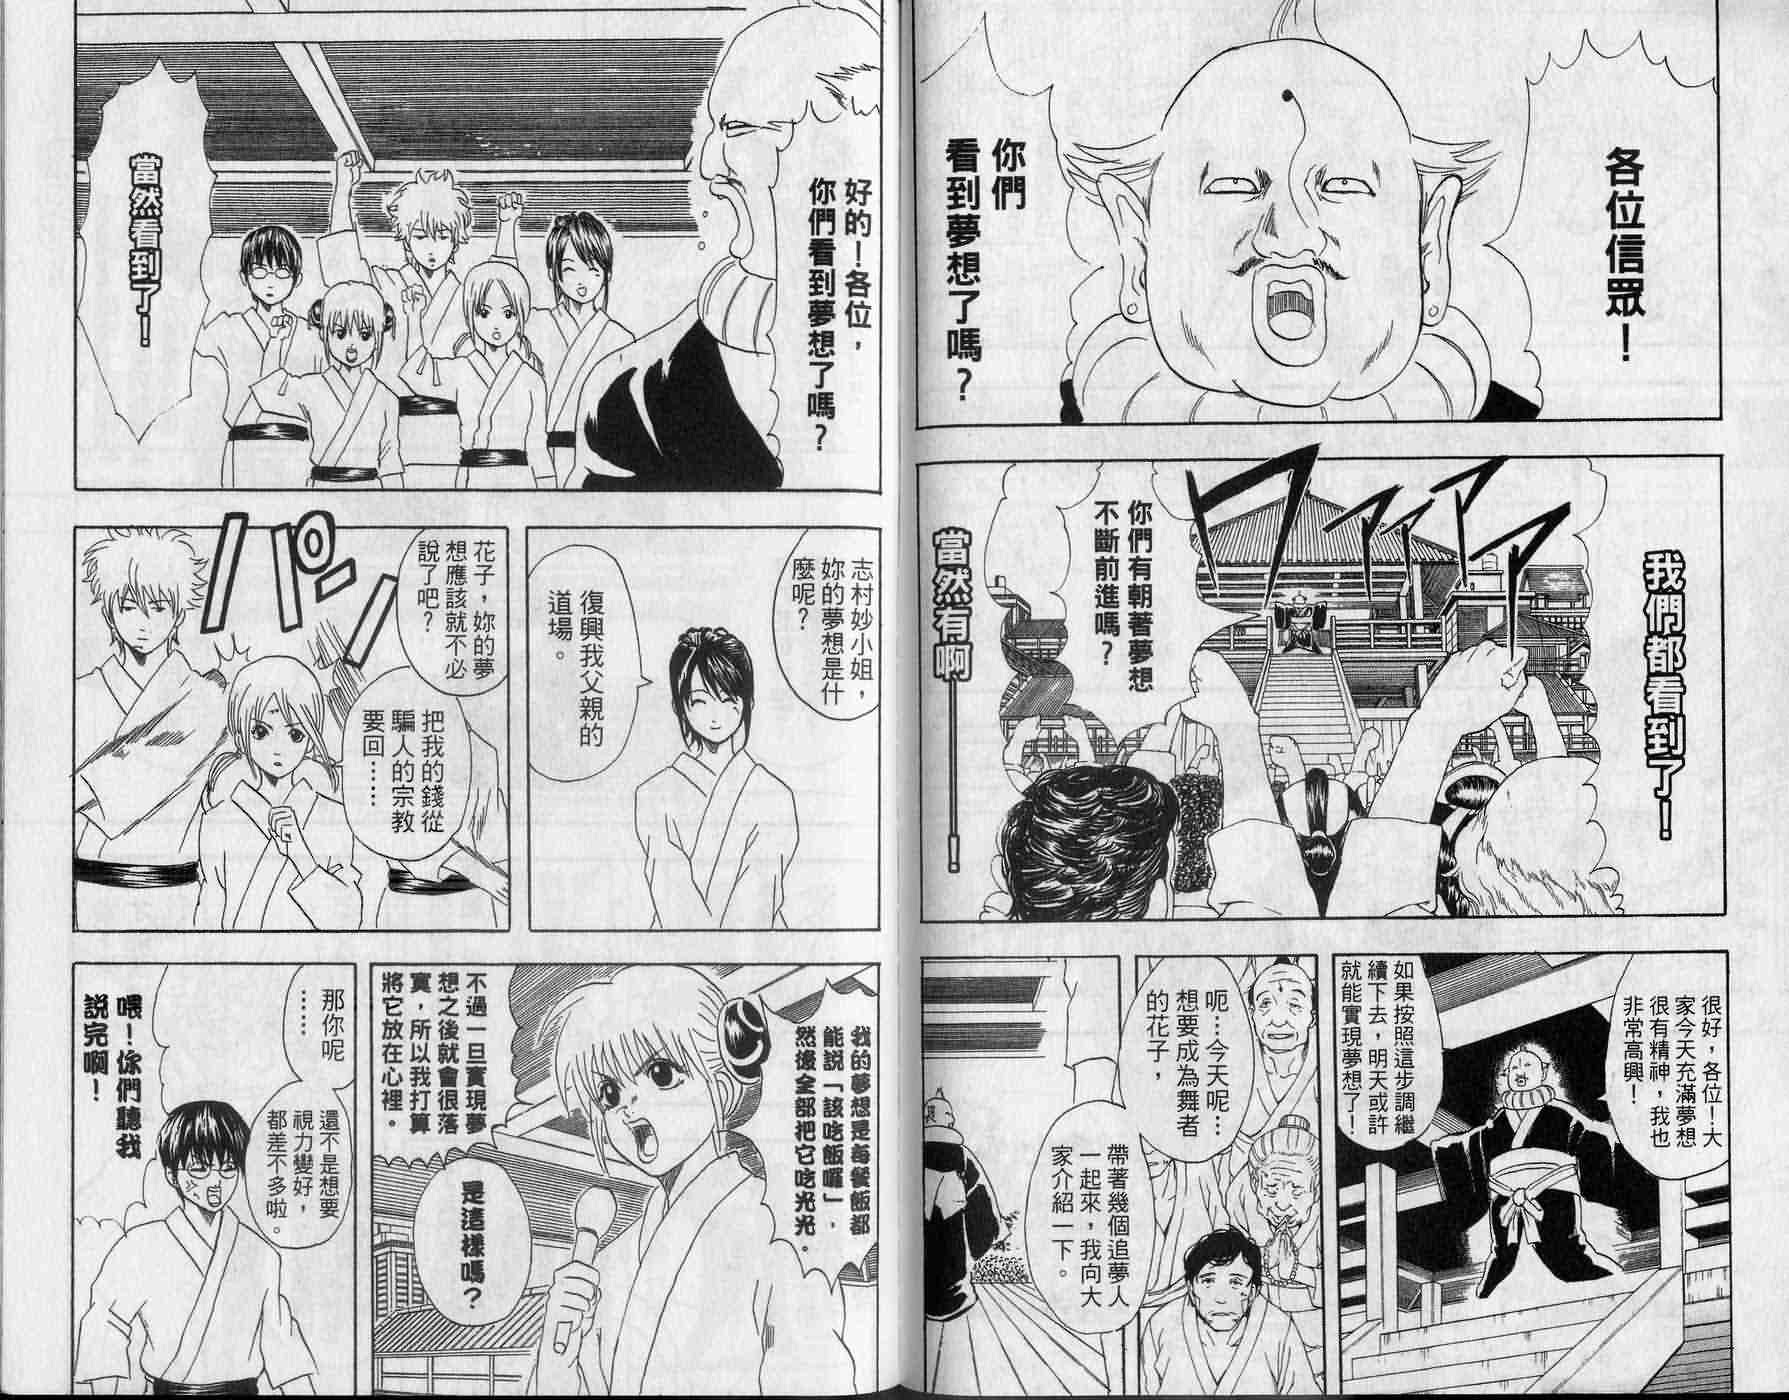 各位信眾！
你們
看到夢想了嗎？
我們都看到了！
ワアアアーッ
你們有朝著夢想
不斷前進嗎？
當然有啊——！
很好，各位！大
家今天充滿夢想
很有精神，我也
非常高興！
如果按照這步調繼
續下去，明天或許
就能實現夢想了！
呃…今天呢…
想要成為舞者
的花子，
帶著幾個追夢人
一起來，我向大
家介紹一下。
好的！各位，
你們看到夢想了嗎？
當然看到了！
志村妙小姐，
妳的夢想是什
麼呢？
復興我父親的
道場。
花子，妳的夢
想應該就不必
說了吧？
把我的錢從
騙人的宗教
要回……
パーン
我的夢想是每餐飯都
能說「該吃飯囉」，
然後全部把它吃光光。
不過一旦實現夢
想之後就會很落
寞，所以我打算
將它放在心裡。
是這樣嗎？
那你呢
……
還不是想要
視力變好，
都差不多啦。
喂！你們聽我
說完啊！